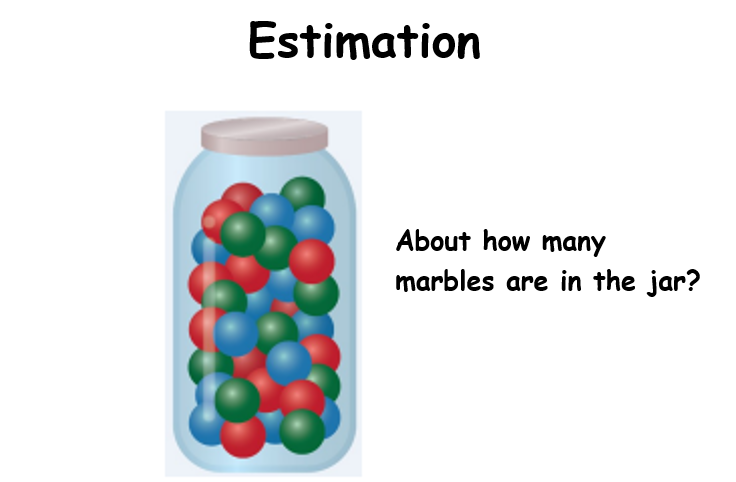 Estimation
About how many
marbles are in the jar?